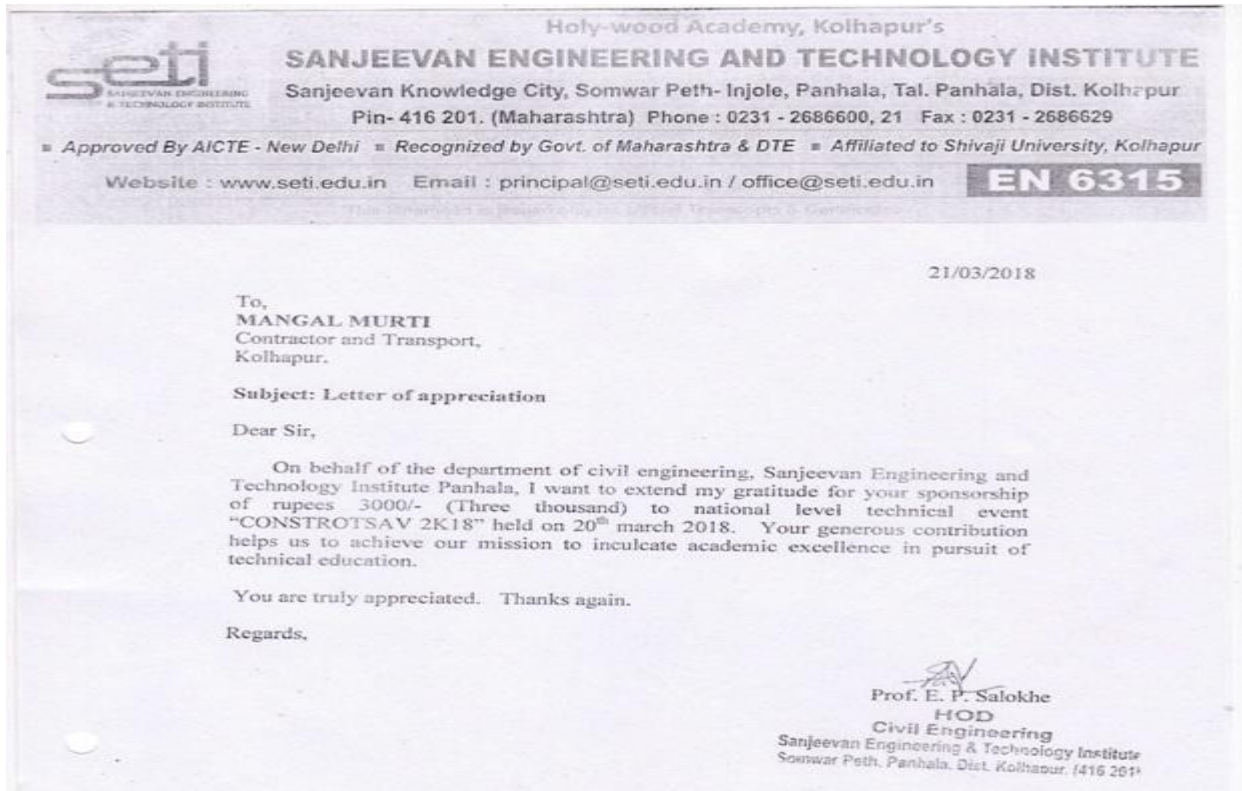 Holy-wood Academy, Kolhapur's
seti
SANJEEVAN ENGINEERING
& TECHNOLOGY INSTITUTE
SANJEEVAN ENGINEERING AND TECHNOLOGY INSTITUTE
Sanjeevan Knowledge City, Somwar Peth- Injole, Panhala, Tal. Panhala, Dist. Kolhapur
Pin- 416 201. (Maharashtra) Phone : 0231 - 2686600, 21 Fax : 0231 - 2686629
Approved By AICTE - New Delhi ■ Recognized by Govt. of Maharashtra & DTE ■ Affiliated to Shivaji University, Kolhapur
Website : www.seti.edu.in Email : principal@seti.edu.in / office@seti.edu.in EN 6315
21/03/2018
To,
MANGAL MURTI
Contractor and Transport,
Kolhapur.
Subject: Letter of appreciation
Dear Sir,
On behalf of the department of civil engineering, Sanjeevan Engineering and
Technology Institute Panhala, I want to extend my gratitude for your sponsorship
of rupees 3000/- (Three thousand) to national level technical event
“CONSTROTSAV 2K18” held on 20th march 2018. Your generous contribution
helps us to achieve our mission to inculcate academic excellence in pursuit of
technical education.
You are truly appreciated. Thanks again.
Regards,
Prof. E. P. Salokhe
HOD
Civil Engineering
Sanjeevan Engineering & Technology Institute
Somwar Peth, Panhala, Dist. Kolhapur. (416 201)